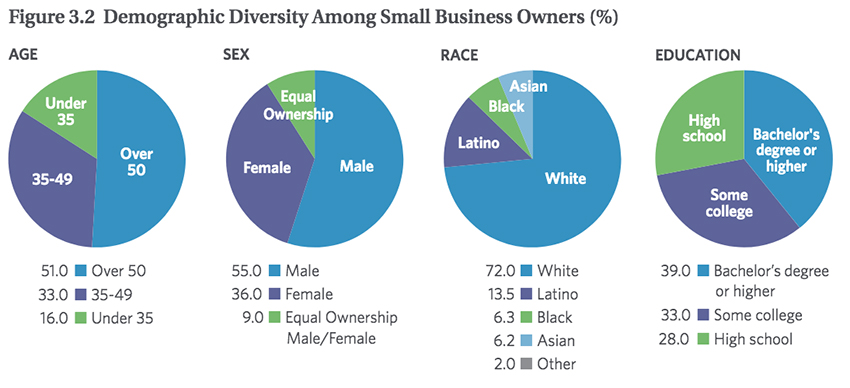 Figure 3.2 Demographic Diversity Among Small Business Owners (%)
AGE
Under
35
35-49
Over
50
51.0 Over 50
33.0 35-49
16.0 Under 35
SEX
Equal
Ownership
Female
Male
55.0 Male
36.0 Female
9.0 Equal Ownership
Male/Female
RACE
Asian
Black
Latino
White
72.0 White
13.5 Latino
6.3 Black
6.2 Asian
2.0 Other
EDUCATION
High
school
Bachelor's
degree or
higher
Some
college
39.0 Bachelor's degree
or higher
33.0 Some college
28.0 High school